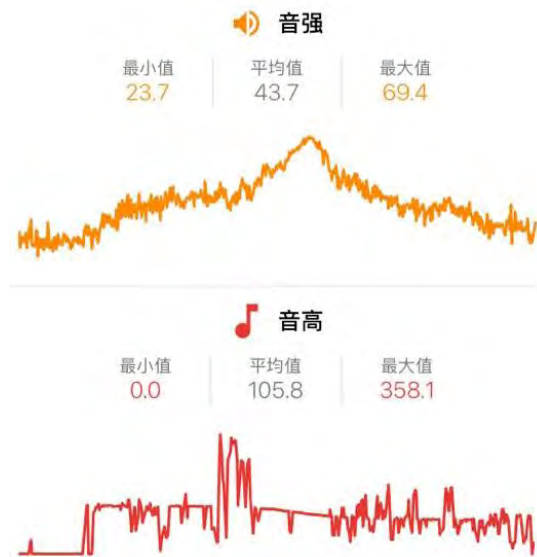 音强
最小值 平均值 最大值
23.7 43.7 69.4
音高
最小值 平均值 最大值
0.0 105.8 358.1